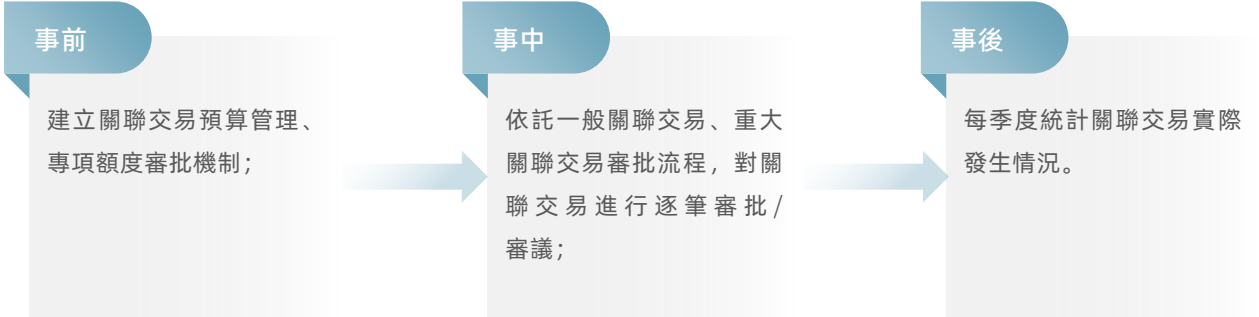 事前
建立關聯交易預算管理、
專項額度審批機制；
事中
依託一般關聯交易、重大
關聯交易審批流程，對關
聯交易進行逐筆審批/
審議；
事後
每季度統計關聯交易實際
發生情況。